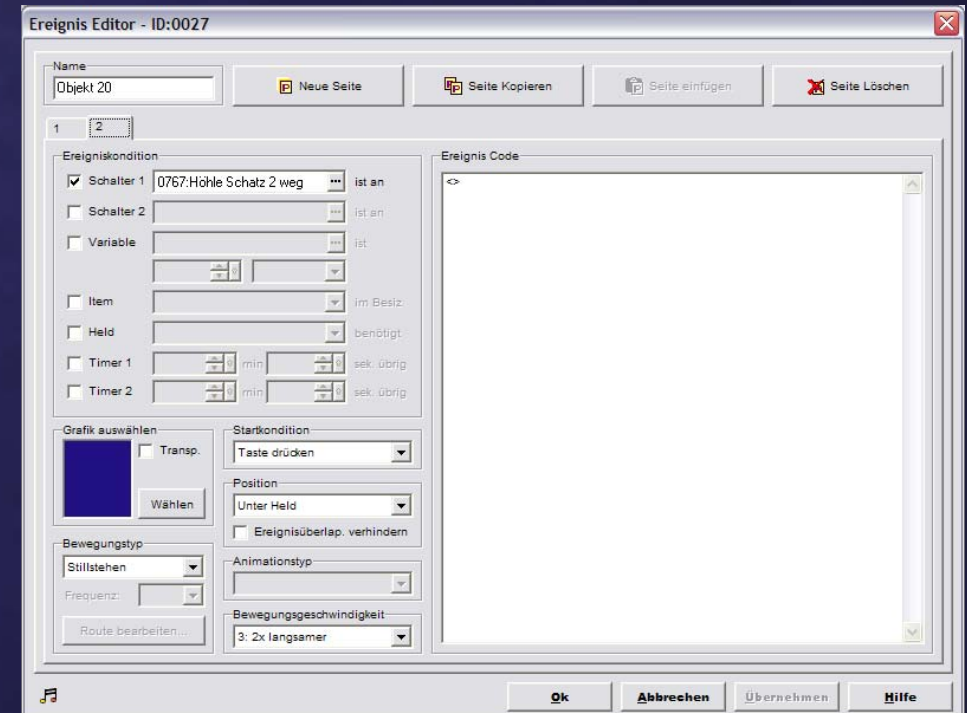 Ereignis Editor - ID:0027
Name
Objekt 20
Neue Seite
Seite Kopieren
Seite einfügen
Seite Löschen
1 2
Ereigniskondition
Schalter 1 0767:Höhle Schatz 2 weg ... ist an
Schalter 2 ... ist an
Variable ... ist
Item im Besiz.
Held benötigt
Timer 1 min sek. übrig
Timer 2 min sek. übrig
Grafik auswählen
Transp.
Wählen
Bewegungstyp
Stillstehen
Frequenz:
Route bearbeiten...
Startkondition
Taste drücken
Position
Unter Held
Ereignisüberlap. verhindern
Animationstyp
Bewegungsgeschwindigkeit
3: 2x langsamer
Ereignis Code
<>
Ok
Abbrechen
Übernehmen
Hilfe